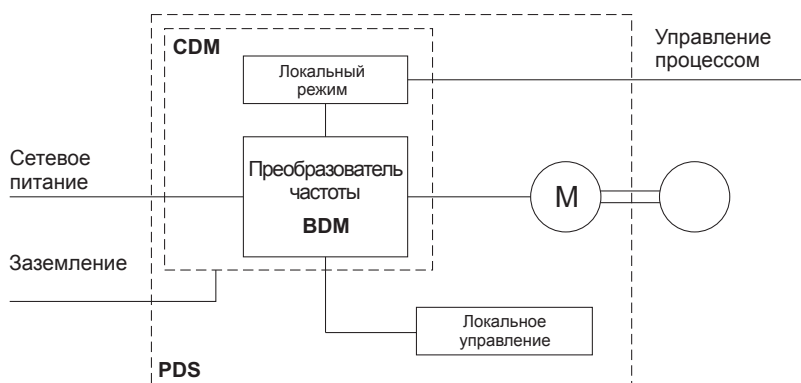 Управление
процессом
CDM
Локальный
режим
Сетевое
питание
Преобразователь
частоты
BDM
M
Заземление
Локальное
управление
PDS